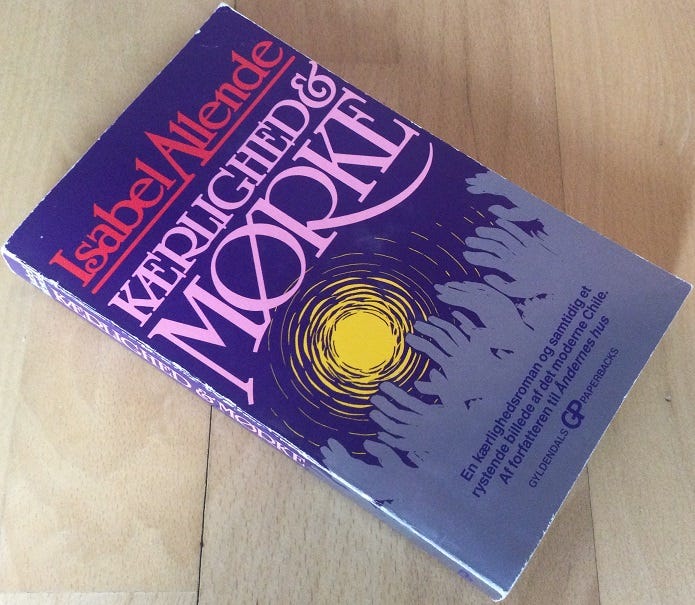 Isabel Allende
KÆRLIGHED &
MØRKE
En kærlighedsroman og samtidig et
rystende billede af det moderne Chile.
Af forfatteren til Åndernes hus
GYLDENDALS GP PAPERBACKS
KÆRLIGHED & MØRKE